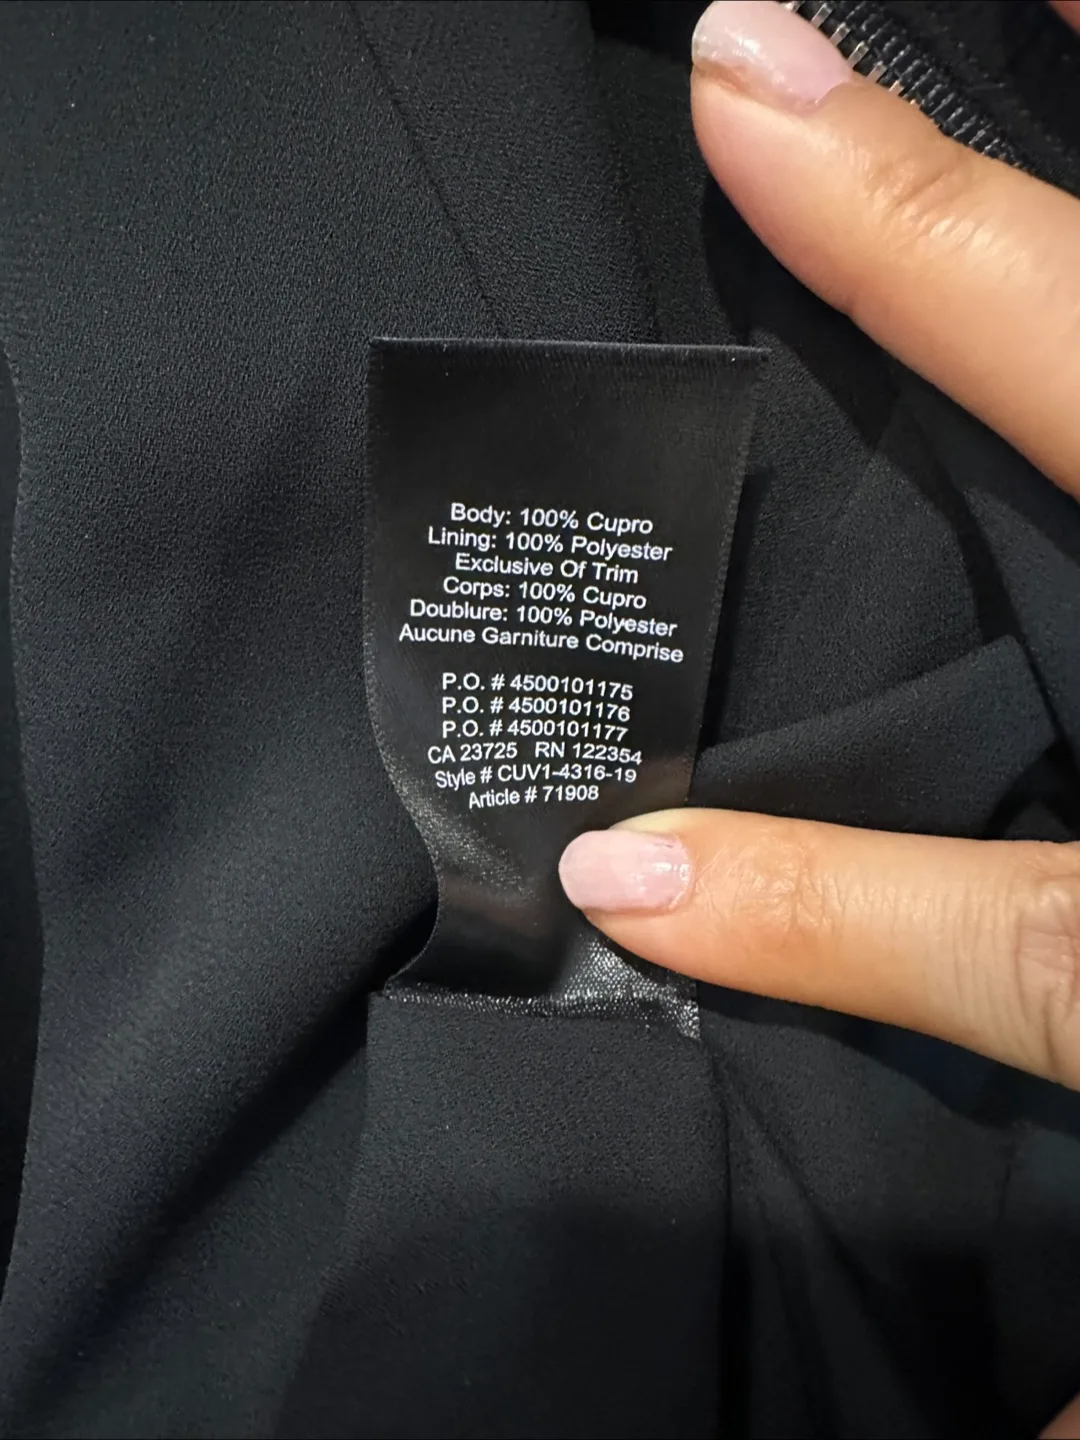 Body: 100% Cupro
Lining: 100% Polyester
Exclusive Of Trim
Corps: 100% Cupro
Doublure: 100% Polyester
Aucune Garniture Comprise
P.O. # 4500101175
P.O. # 4500101176
P.O. # 4500101177
CA 23725 RN 122354
Style # CUV1-4316-19
Article # 71908